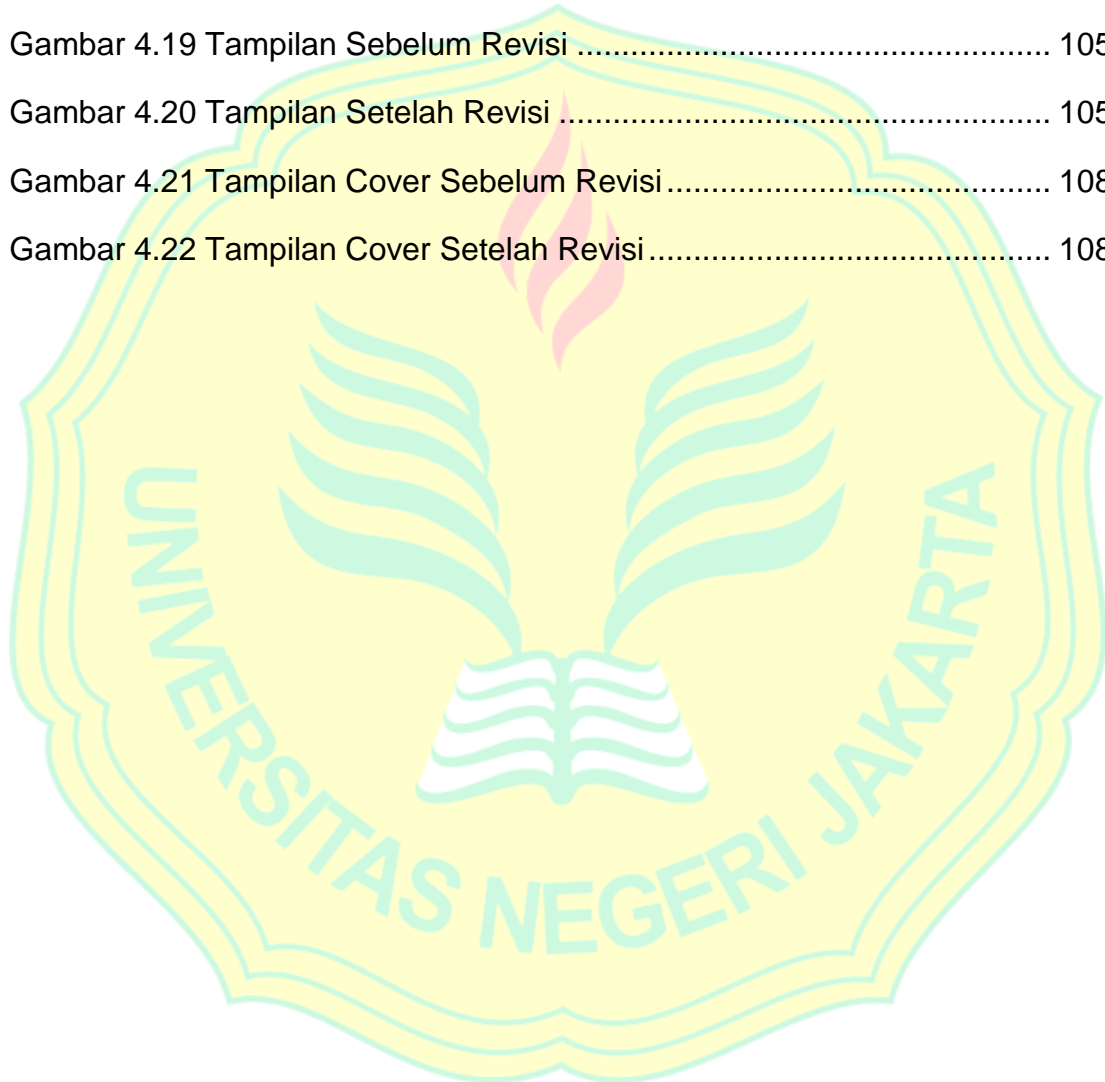 Gambar 4.19 Tampilan Sebelum Revisi ..................................................... 105
Gambar 4.20 Tampilan Setelah Revisi ....................................................... 105
Gambar 4.21 Tampilan Cover Sebelum Revisi ........................................... 108
Gambar 4.22 Tampilan Cover Setelah Revisi ............................................. 108
UNIVERSITAS NEGERI JAKARTA